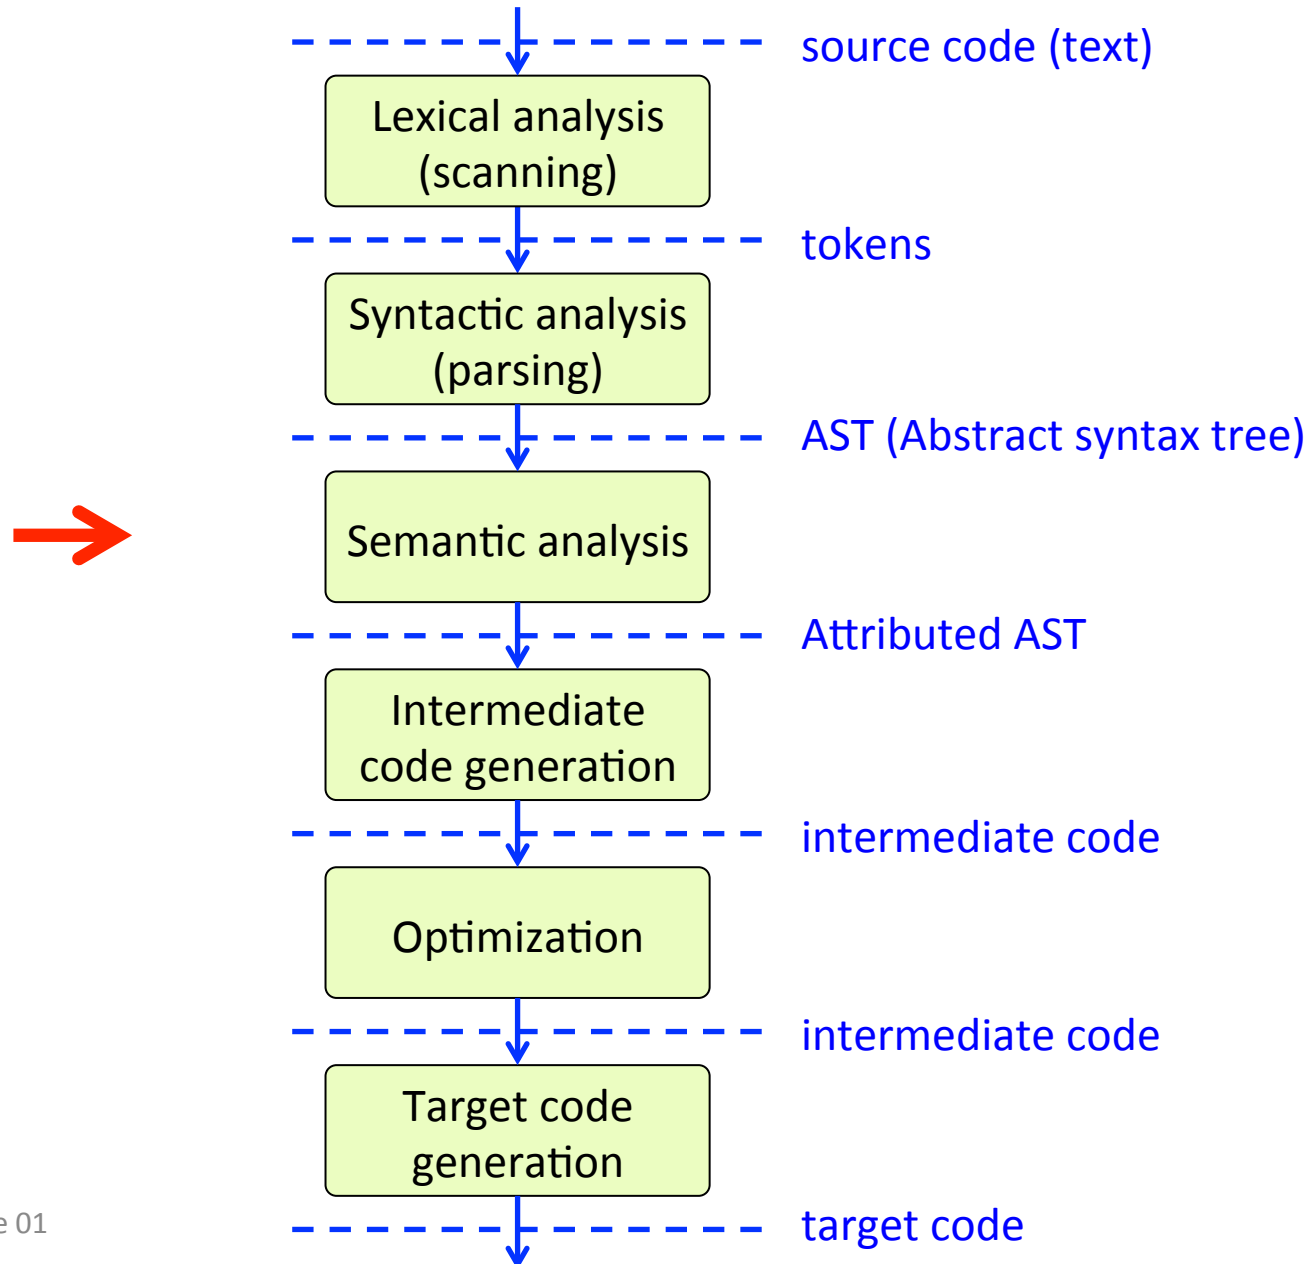 source code (text)
Lexical analysis
(scanning)
tokens
Syntactic analysis
(parsing)
AST (Abstract syntax tree)
Semantic analysis
Attributed AST
Intermediate
code generation
intermediate code
Optimization
intermediate code
Target code
generation
e 01
target code